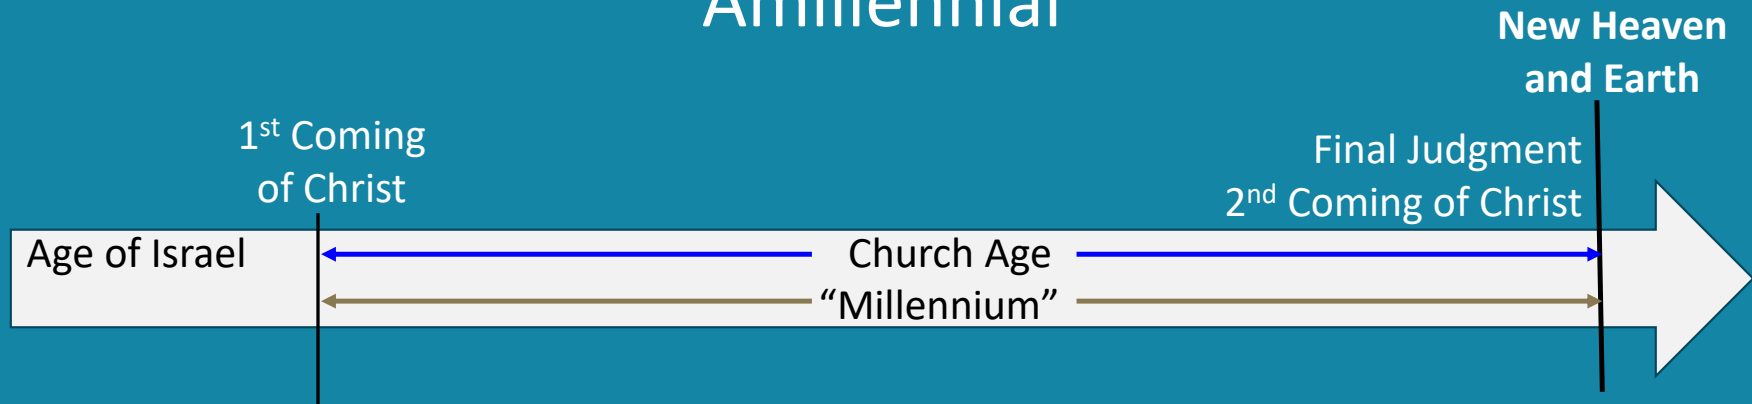 Amillennial
New Heaven
and Earth
1st Coming
of Christ
Final Judgment
2nd Coming of Christ
Age of Israel
Church Age
“Millennium”